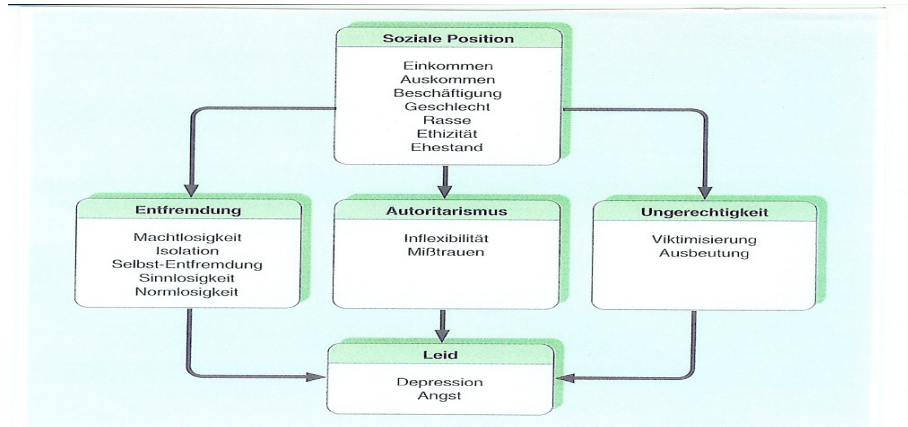 Soziale Position
Einkommen
Auskommen
Beschäftigung
Geschlecht
Rasse
Ethizität
Ehestand
Entfremdung
Machtlosigkeit
Isolation
Selbst-Entfremdung
Sinnlosigkeit
Normlosigkeit
Autoritarismus
Inflexibilität
Mißtrauen
Ungerechtigkeit
Viktimisierung
Ausbeutung
Leid
Depression
Angst